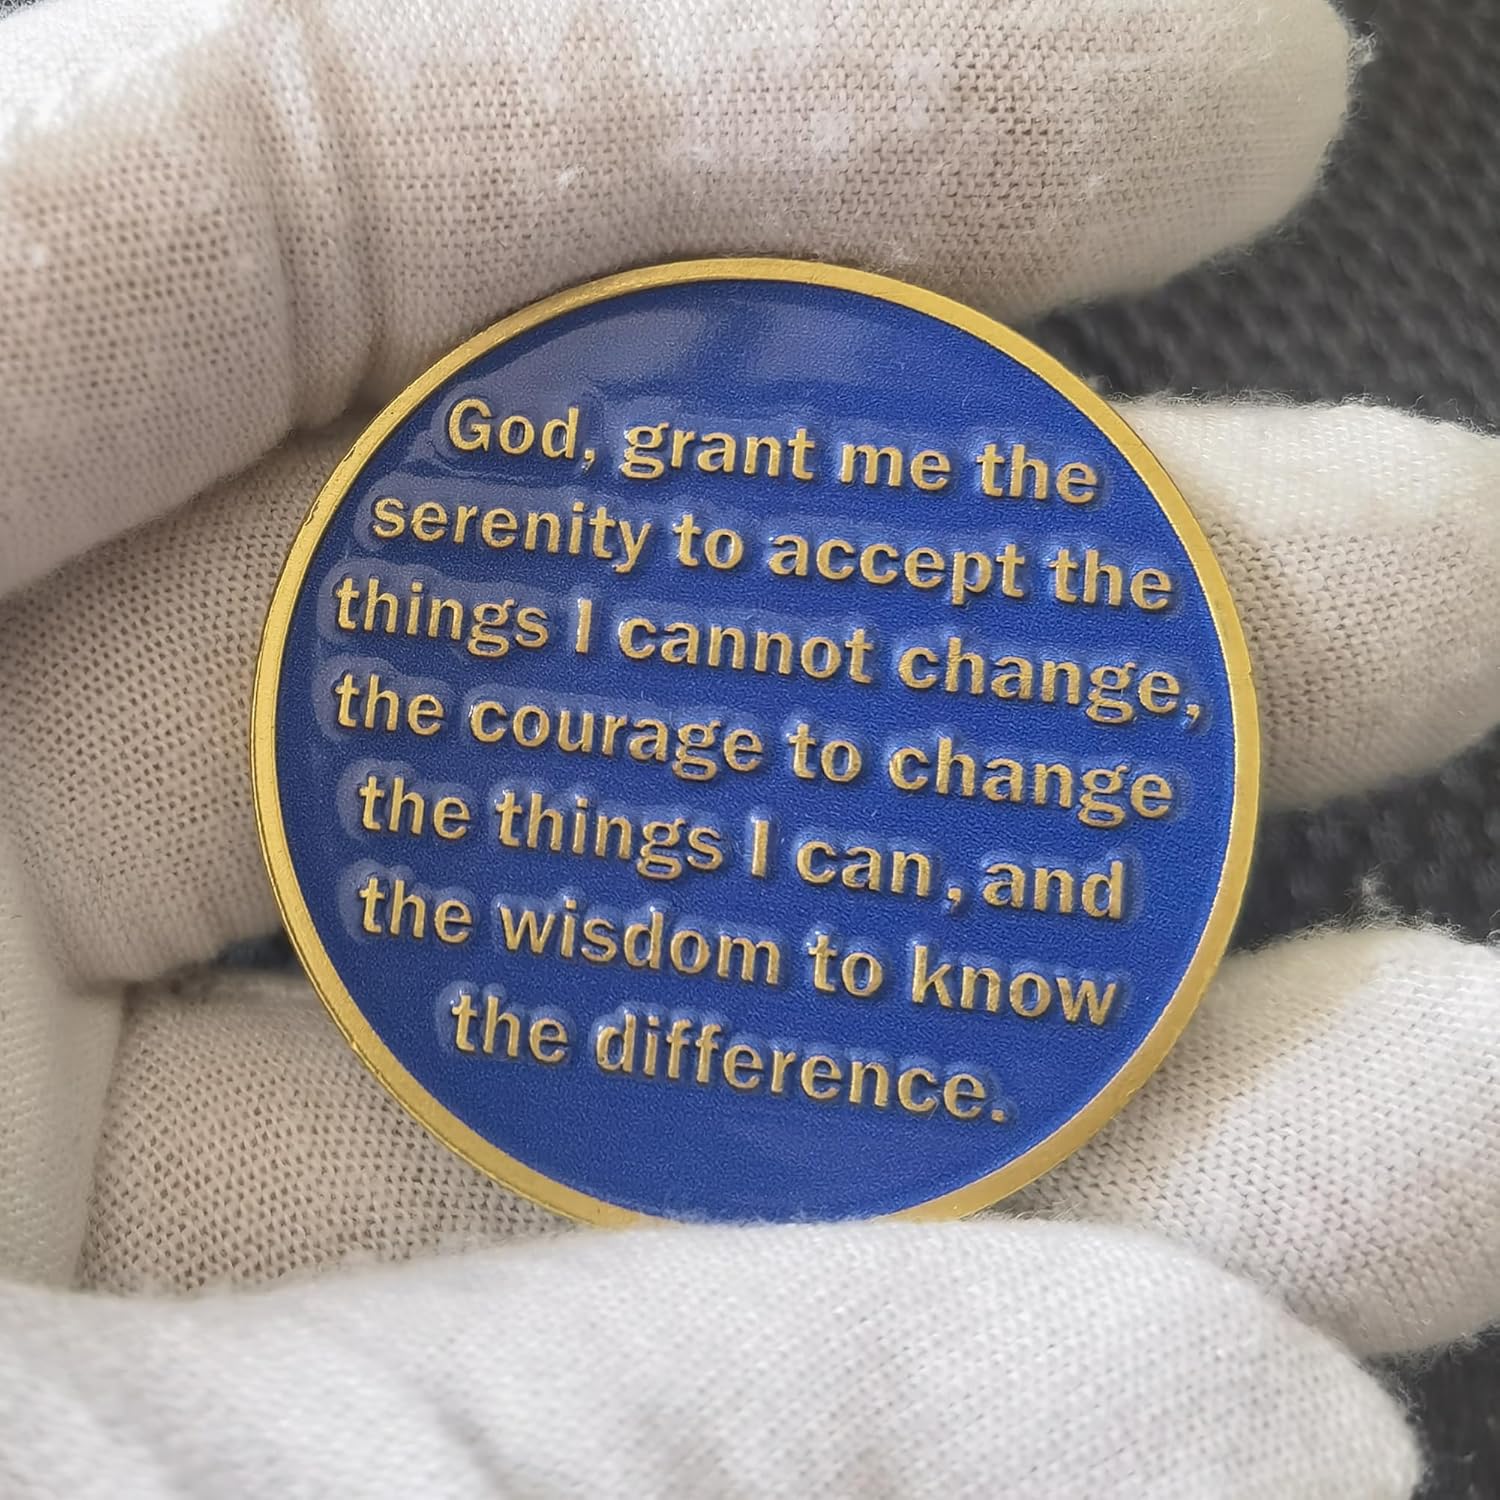 God, grant me the
serenity to accept the
things I cannot change,
the courage to change
the things I can, and
the wisdom to know
the difference.